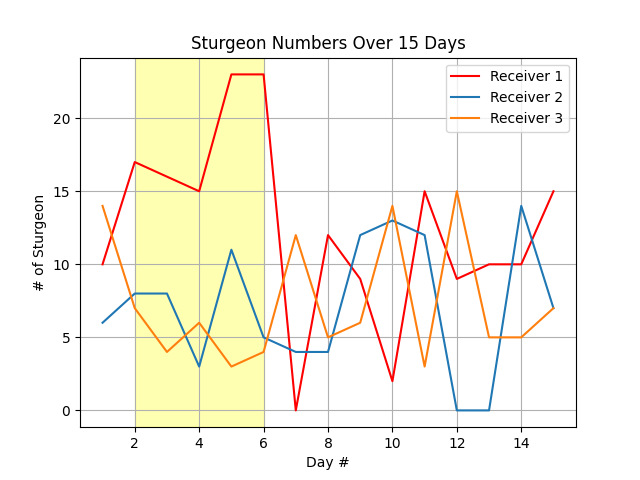 Sturgeon Numbers Over 15 Days
Receiver 1
Receiver 2
Receiver 3
# of Sturgeon
20
15
10
5
0
2 4 6 8 10 12 14
Day #